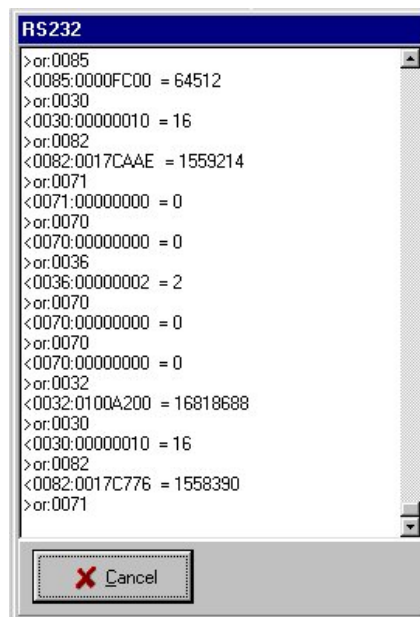 RS232
>or:0085
<0085:0000FC00 = 64512
>or:0030
<0030:00000010 = 16
>or:0082
<0082:0017CAAE = 1559214
>or:0071
<0071:00000000 = 0
>or:0070
<0070:00000000 = 0
>or:0036
<0036:00000002 = 2
>or:0070
<0070:00000000 = 0
>or:0070
<0070:00000000 = 0
>or:0032
<0032:0100A200 = 16818688
>or:0030
<0030:00000010 = 16
>or:0082
<0082:0017C776 = 1558390
>or:0071
Cancel